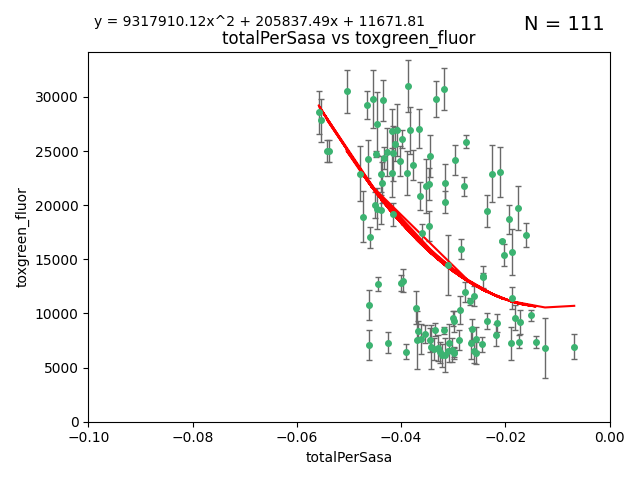 y = 9317910.12x^2 + 205837.49x + 11671.81
N = 111
totalPerSasa vs toxgreen_fluor
30000
25000
20000
15000
10000
5000
0
toxgreen_fluor
−0.10
−0.08
−0.06
−0.04
−0.02
0.00
totalPerSasa